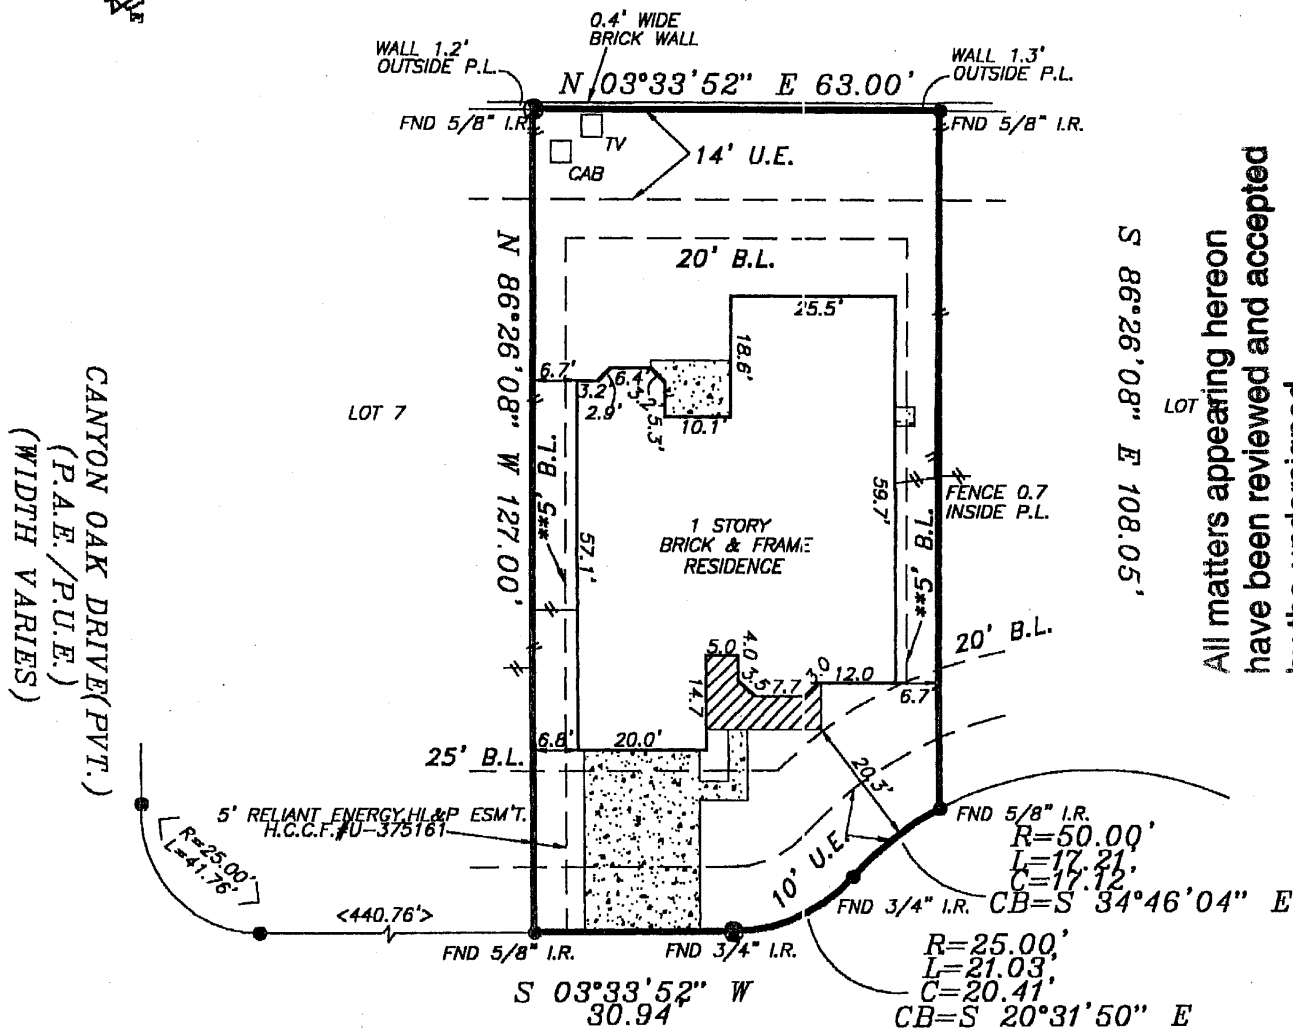 E
0.4' WIDE
BRICK WALL
WALL 1.2'
OUTSIDE P.L.
WALL 1.3'
OUTSIDE P.L.
N 03°33'52" E 63.00'
FND 5/8" I.R.
FND 5/8" I.R.
TV
CAB
14' U.E.
20' B.L.
25.5'
18.6'
6.7'
3.2'
6.4'
2.9'
5.3'
10.1'
N 86°26'08" W 127.00'
S 86°26'08" E 108.05'
LOT 7
LOT
All matters appearing hereon
have been reviewed and accepted
CANYON OAK DRIVE(PVT.)
(P.A.E./P.U.E.)
(WIDTH VARIES)
**5' B.L.
57.1'
59.7'
FENCE 0.7
INSIDE P.L.
**5' B.L.
1 STORY
BRICK & FRAME
RESIDENCE
20' B.L.
5.0
4.0
3.5
7.7
3.0
12.0
6.7'
14.7
6.8'
20.0'
25' B.L.
20.3'
5' RELIANT ENERGY HL&P ESM'T.
H.C.C.F.#U-375161
10' U.E.
R=25.00'
L=41.76'
<440.76'>
FND 5/8" I.R.
FND 3/4" I.R.
FND 3/4" I.R.
FND 5/8" I.R.
R=50.00'
L=17.21'
C=17.12'
CB=S 34°46'04" E
R=25.00'
L=21.03'
C=20.41'
CB=S 20°31'50" E
S 03°33'52" W
30.94'